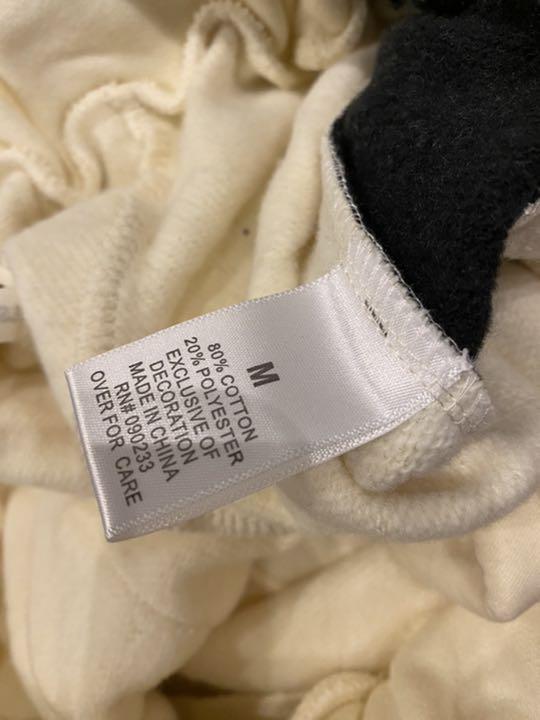 M
80% COTTON
20% POLYESTER
EXCLUSIVE OF
DECORATION
MADE IN CHINA
RN# 090233
OVER FOR CARE